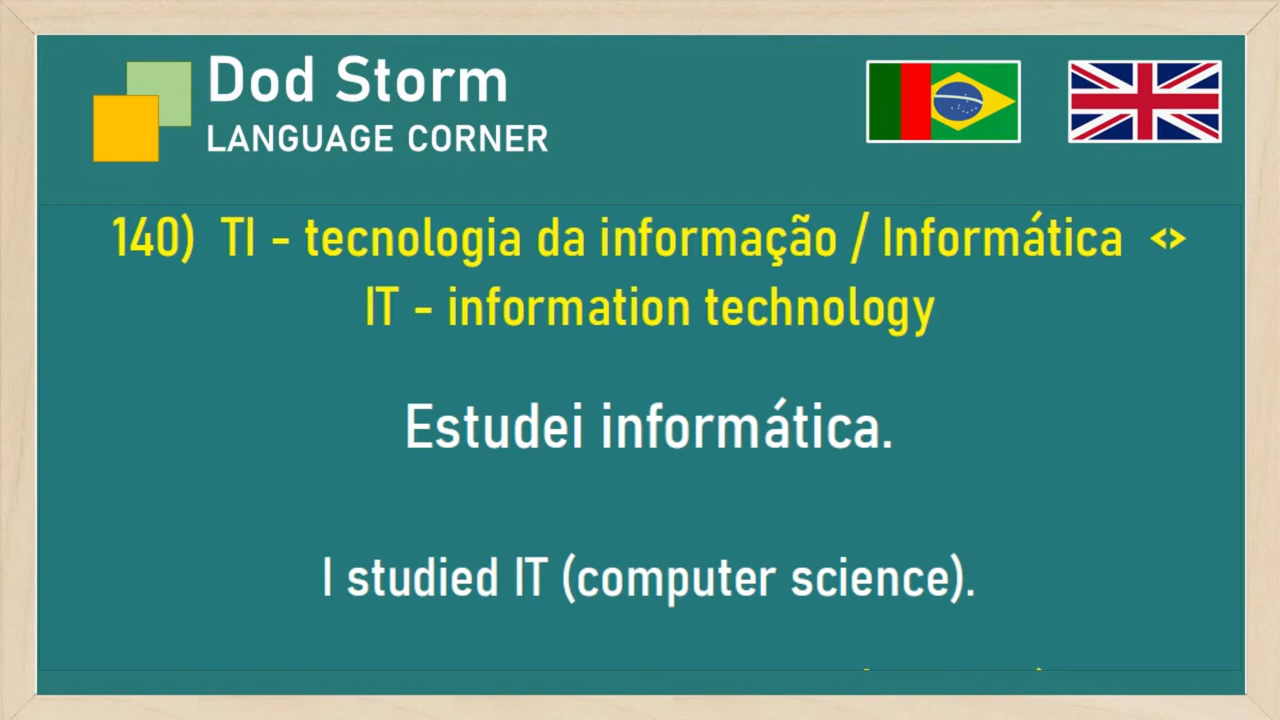 Dod Storm
LANGUAGE CORNER
140) TI - tecnologia da informação / Informática <>
IT - information technology
Estudei informática.
I studied IT (computer science).